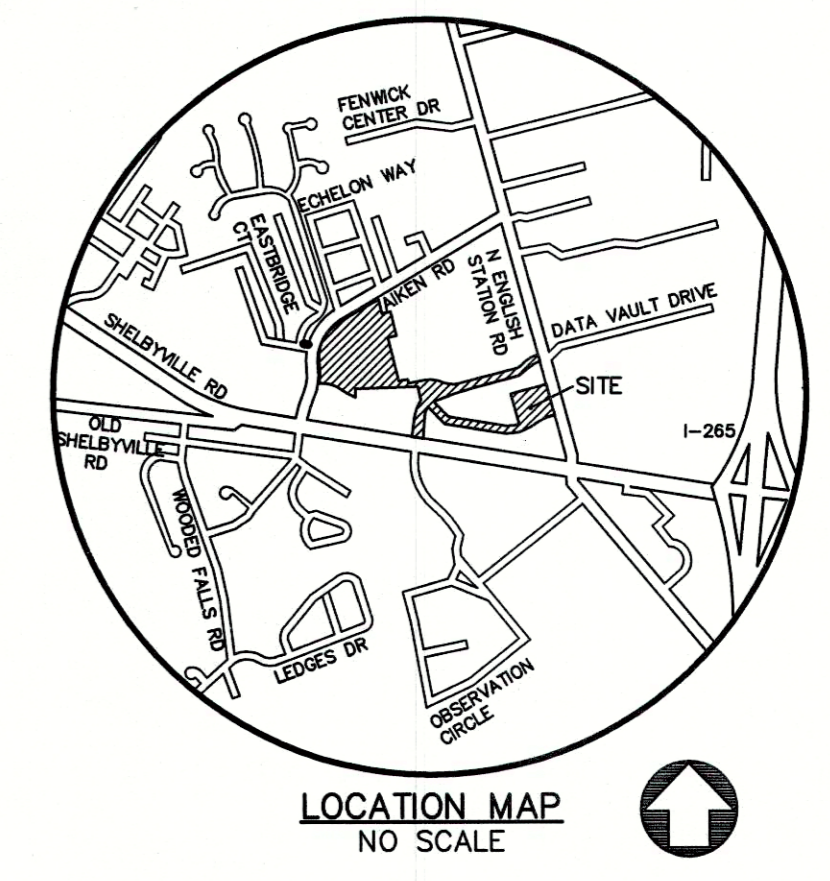 FENWICK
CENTER DR
ECHELON WAY
EASTBRIDGE
CT
AIKEN RD
N ENGLISH
STATION RD
DATA VAULT DRIVE
SHELBYVILLE RD
SITE
OLD
SHELBYVILLE
RD
I-265
WOODED FALLS RD
LEDGES DR
OBSERVATION
CIRCLE
LOCATION MAP
NO SCALE